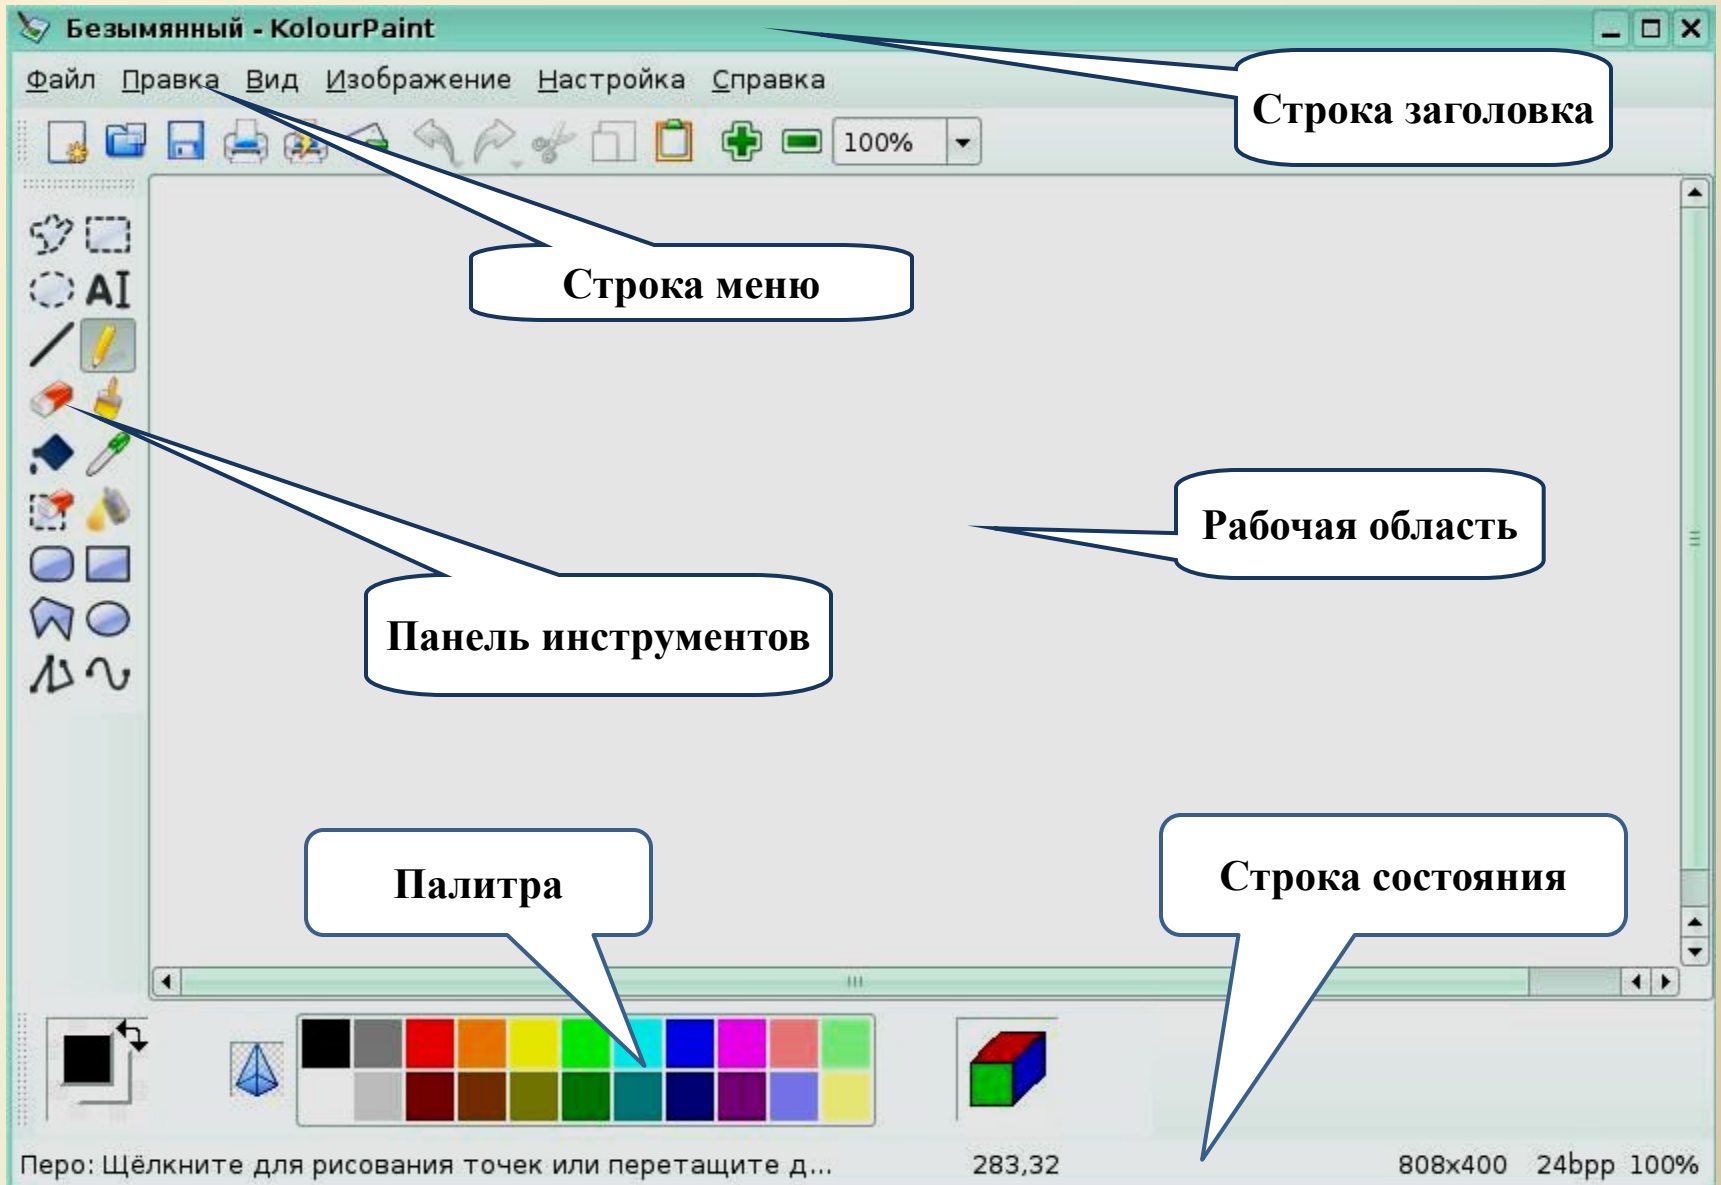 Безымянный - KolourPaint
Файл Правка Вид Изображение Настройка Справка
Строка заголовка
100%
Строка меню
AI
Рабочая область
Панель инструментов
Палитра
Строка состояния
Перо: Щёлкните для рисования точек или перетащите д... 283,32 808x400 24bpp 100%